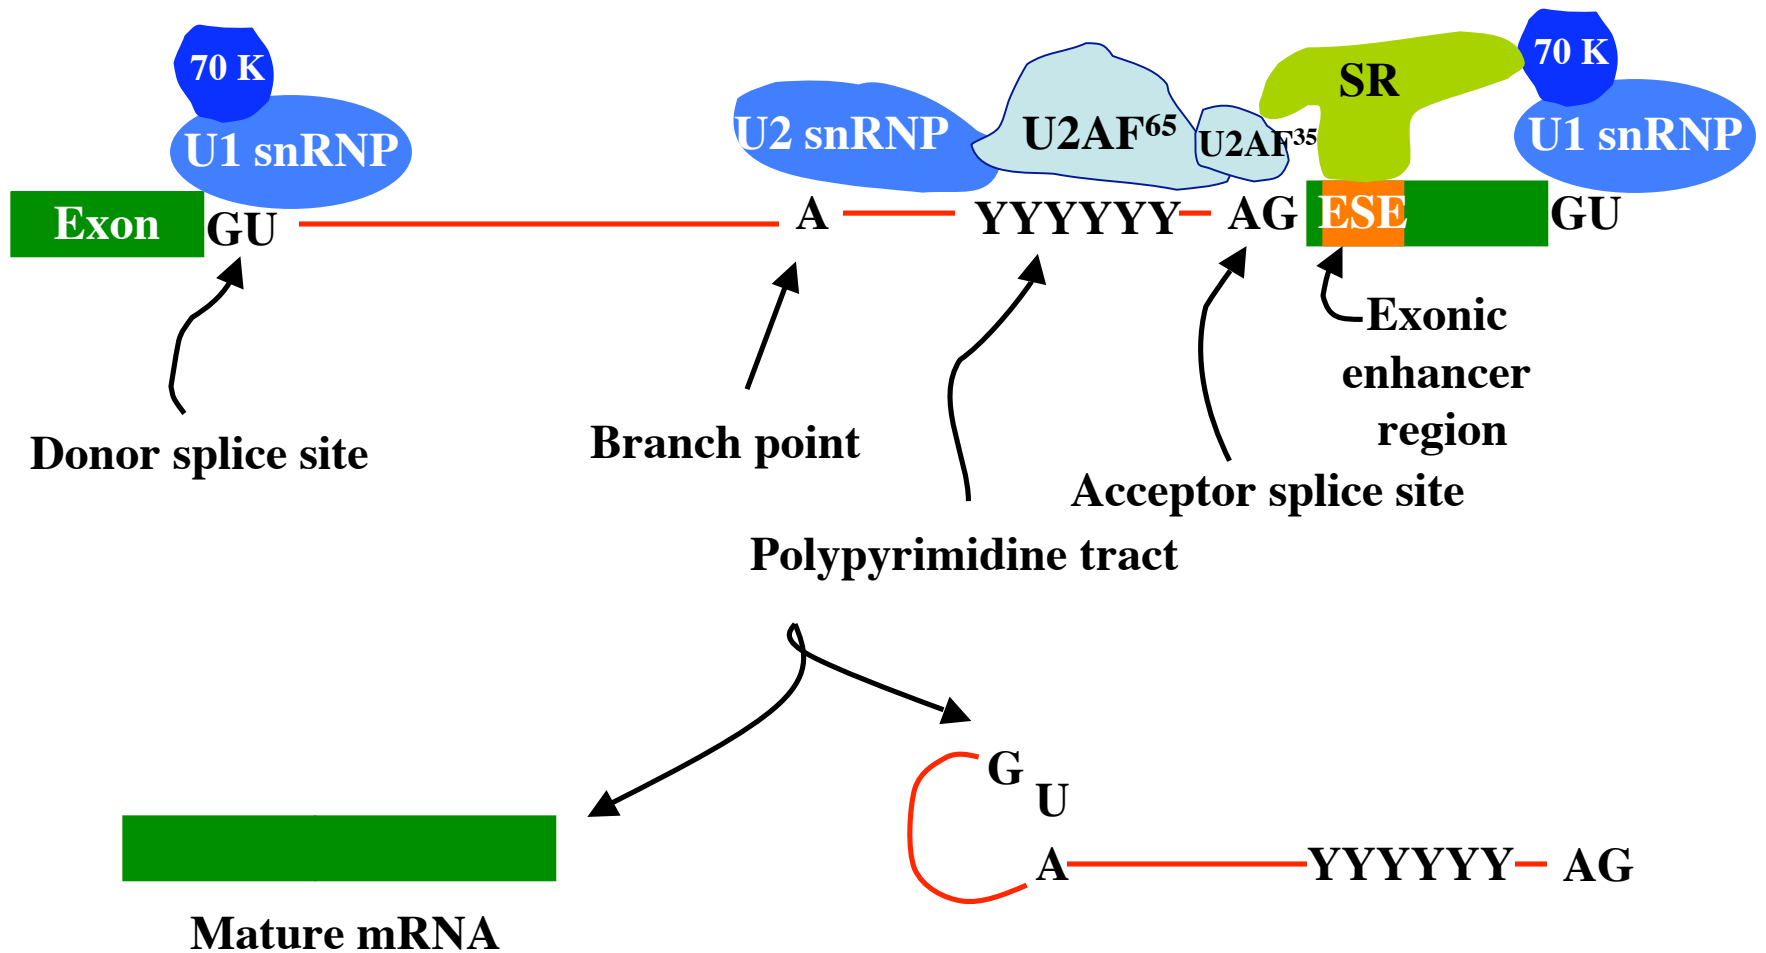 70 K
U1 snRNP
U2 snRNP
U2AF⁶⁵
U2AF³⁵
SR
70 K
U1 snRNP
Exon
GU
A
YYYYYY
AG
ESE
GU
Exonic
enhancer
region
Donor splice site
Branch point
Acceptor splice site
Polypyrimidine tract
G
U
A
YYYYYY
AG
Mature mRNA